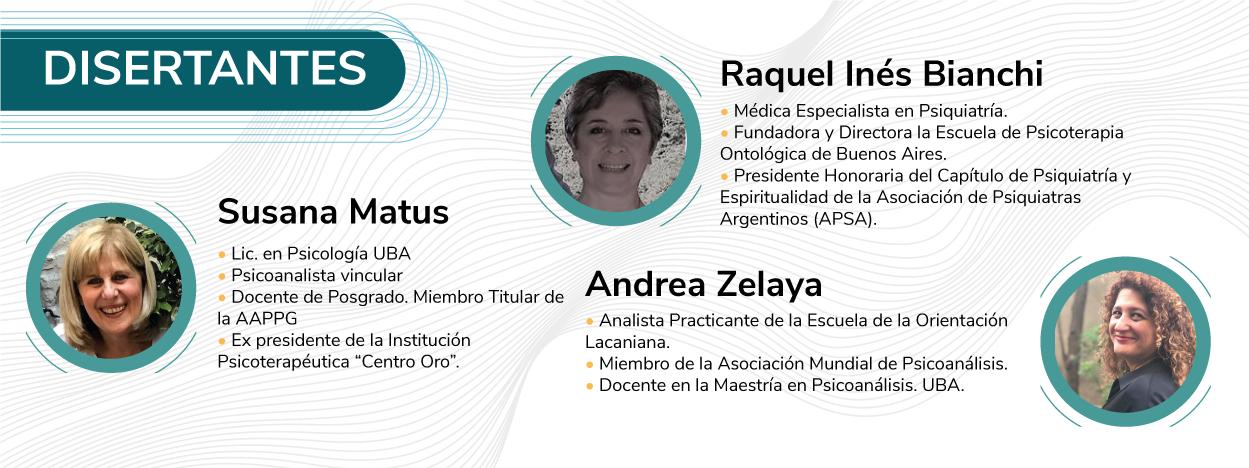 DISERTANTES
Raquel Inés Bianchi
• Médica Especialista en Psiquiatría.
• Fundadora y Directora la Escuela de Psicoterapia
Ontológica de Buenos Aires.
• Presidente Honoraria del Capítulo de Psiquiatría y
Espiritualidad de la Asociación de Psiquiatras
Argentinos (APSA).
Susana Matus
• Lic. en Psicología UBA
• Psicoanalista vincular
• Docente de Posgrado. Miembro Titular de
la AAPPG
• Ex presidente de la Institución
Psicoterapéutica “Centro Oro”.
Andrea Zelaya
• Analista Practicante de la Escuela de la Orientación
Lacaniana.
• Miembro de la Asociación Mundial de Psicoanálisis.
• Docente en la Maestría en Psicoanálisis. UBA.